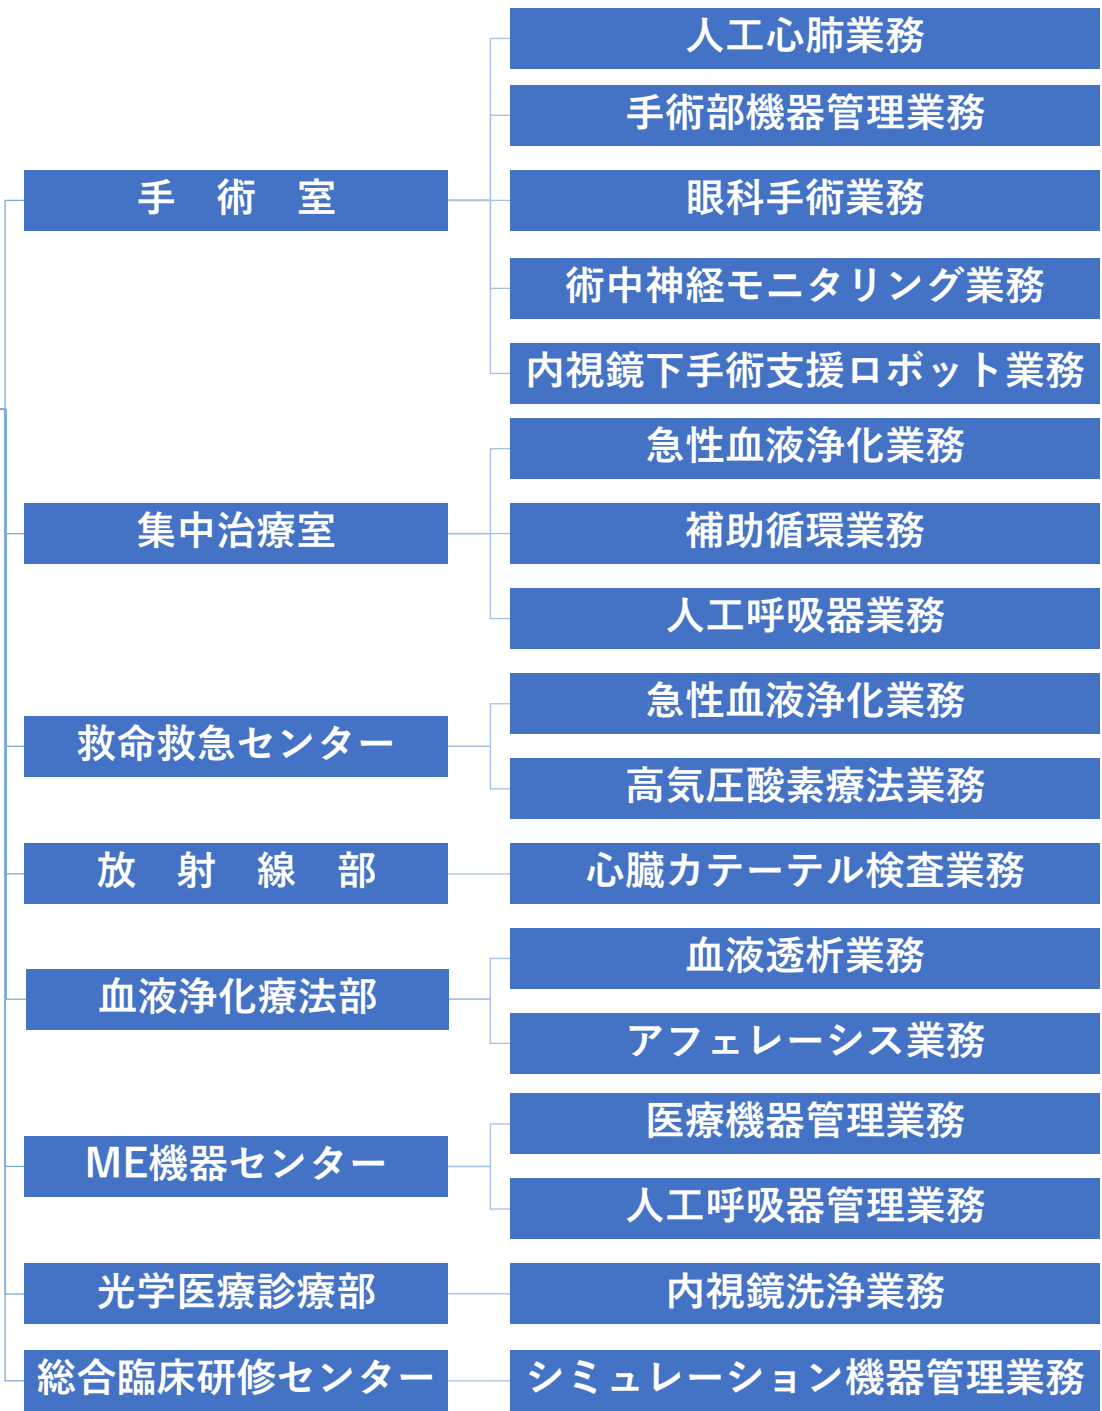 手　術　室
人工心肺業務
手術部機器管理業務
眼科手術業務
術中神経モニタリング業務
内視鏡下手術支援ロボット業務
集中治療室
急性血液浄化業務
補助循環業務
人工呼吸器業務
救命救急センター
急性血液浄化業務
高気圧酸素療法業務
放　射　線　部
心臓カテーテル検査業務
血液浄化療法部
血液透析業務
アフェレーシス業務
ME機器センター
医療機器管理業務
人工呼吸器管理業務
光学医療診療部
内視鏡洗浄業務
総合臨床研修センター
シミュレーション機器管理業務